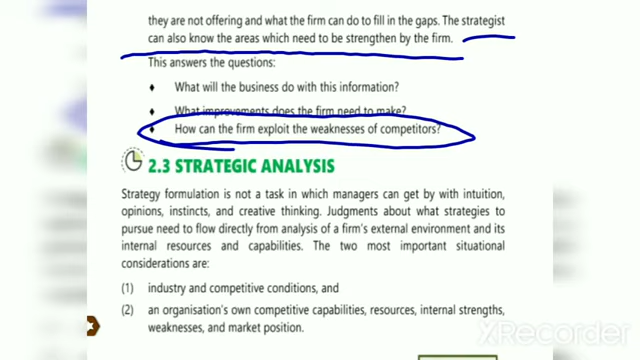 they are not offering and what the firm can do to fill in the gaps. The strategist
can also know the areas which need to be strengthen by the firm.
This answers the questions:
♦ What will the business do with this information?
♦ What improvements does the firm need to make?
♦ How can the firm exploit the weaknesses of competitors?
2.3 STRATEGIC ANALYSIS
Strategy formulation is not a task in which managers can get by with intuition,
opinions, instincts, and creative thinking. Judgments about what strategies to
pursue need to flow directly from analysis of a firm's external environment and its
internal resources and capabilities. The two most important situational
considerations are:
(1) industry and competitive conditions, and
(2) an organisation's own competitive capabilities, resources, internal strengths,
weaknesses, and market position.
XRecorder